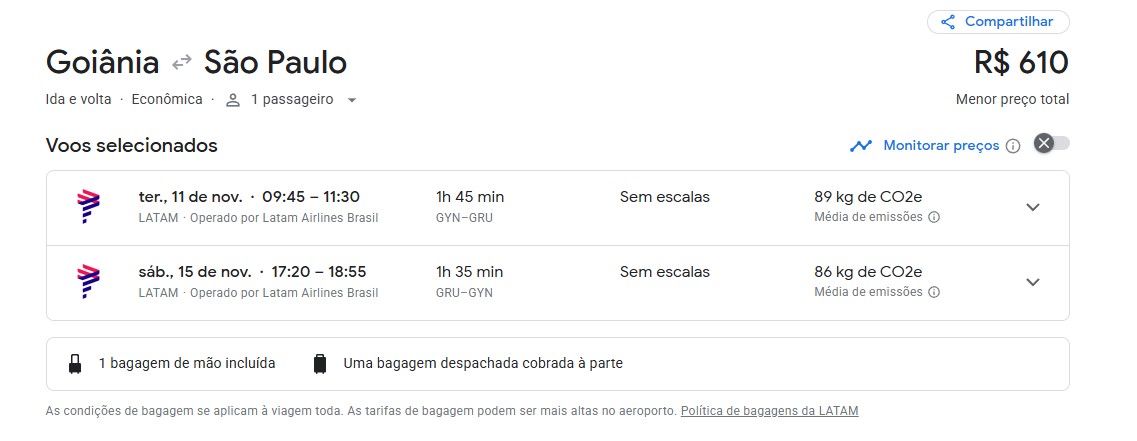 Compartilhar
Goiânia São Paulo R$ 610
Ida e volta · Econômica · 1 passageiro Menor preço total
Voos selecionados Monitorar preços
ter., 11 de nov. · 09:45 – 11:30 1h 45 min Sem escalas 89 kg de CO2e
LATAM · Operado por Latam Airlines Brasil GYN–GRU Média de emissões
sáb., 15 de nov. · 17:20 – 18:55 1h 35 min Sem escalas 86 kg de CO2e
LATAM · Operado por Latam Airlines Brasil GRU–GYN Média de emissões
1 bagagem de mão incluída Uma bagagem despachada cobrada à parte
As condições de bagagem se aplicam à viagem toda. As tarifas de bagagem podem ser mais altas no aeroporto. Política de bagagens da LATAM